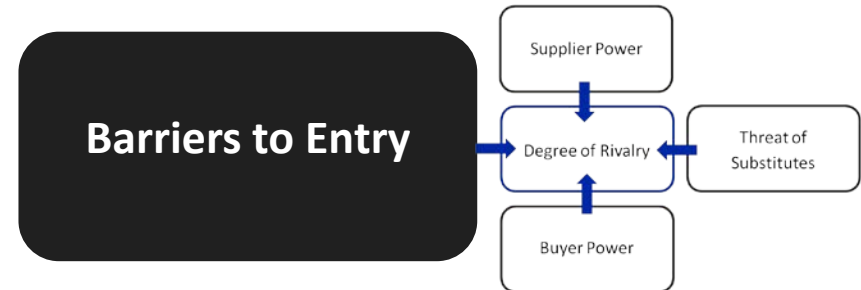 Supplier Power
Barriers to Entry
Degree of Rivalry
Threat of
Substitutes
Buyer Power